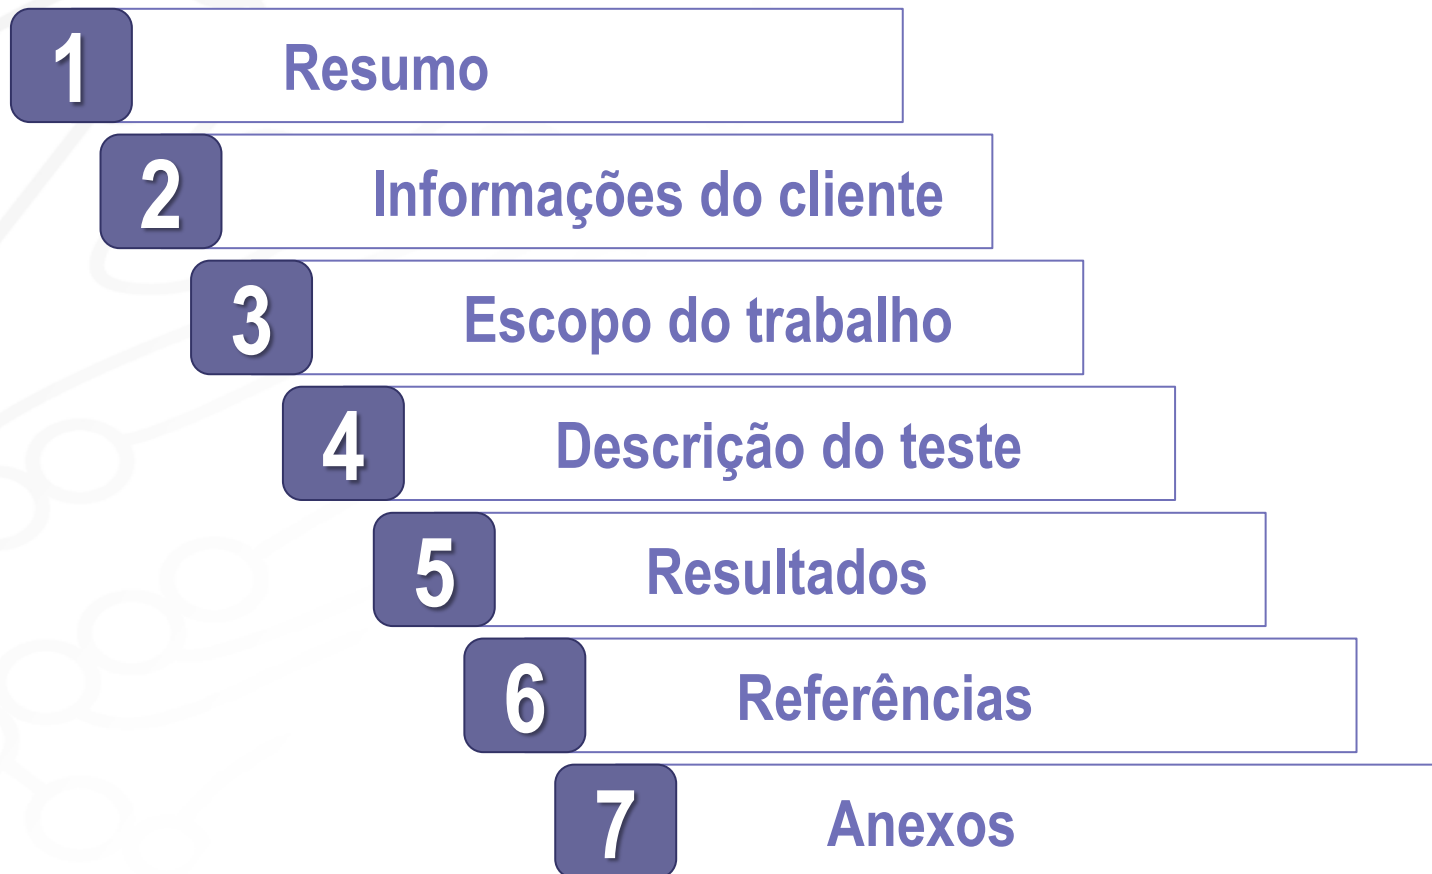 1 Resumo
2 Informações do cliente
3 Escopo do trabalho
4 Descrição do teste
5 Resultados
6 Referências
7 Anexos